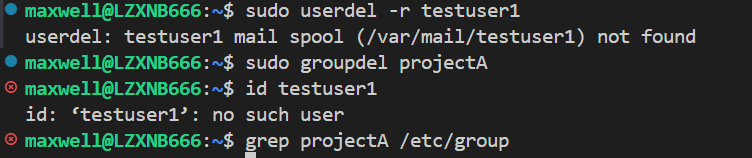 maxwell@LZXNB666:~$ sudo userdel -r testuser1
userdel: testuser1 mail spool (/var/mail/testuser1) not found
maxwell@LZXNB666:~$ sudo groupdel projectA
maxwell@LZXNB666:~$ id testuser1
id: ‘testuser1’: no such user
maxwell@LZXNB666:~$ grep projectA /etc/group